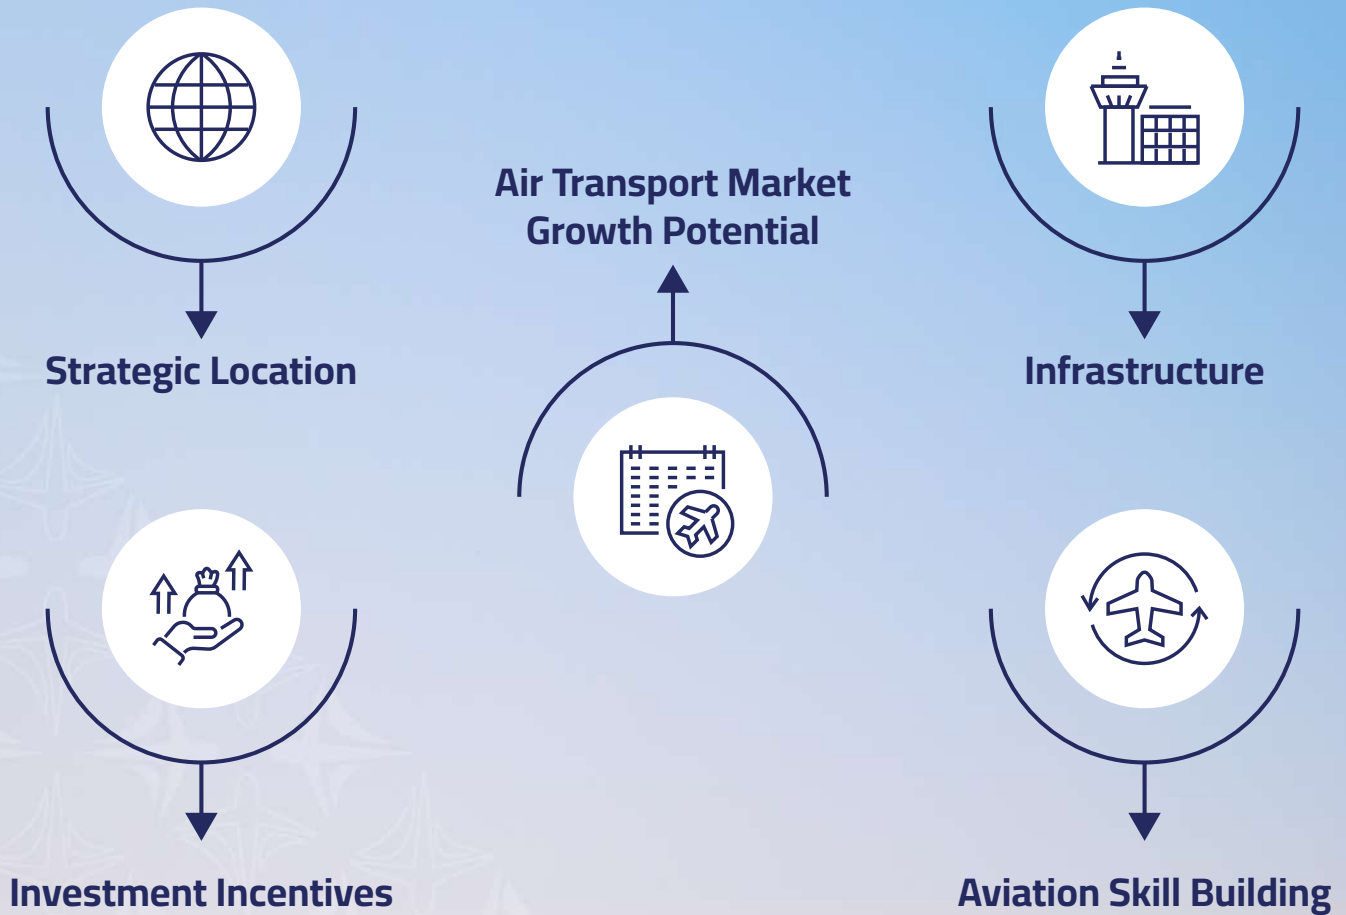 Air Transport Market
Growth Potential
Strategic Location
Infrastructure
Investment Incentives
Aviation Skill Building